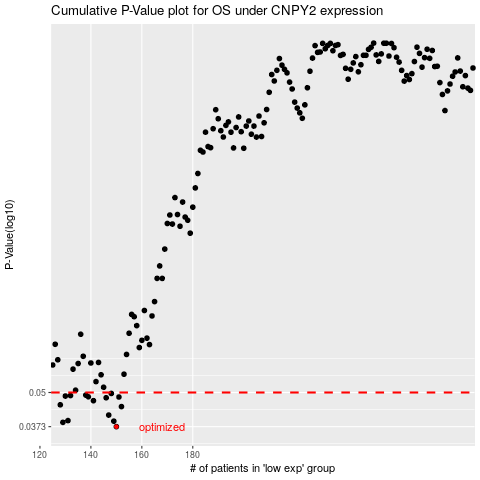 Cumulative P-Value plot for OS under CNPY2 expression
P-Value(log10)
0.05
0.0373
optimized
120 140 160 180
# of patients in 'low exp' group